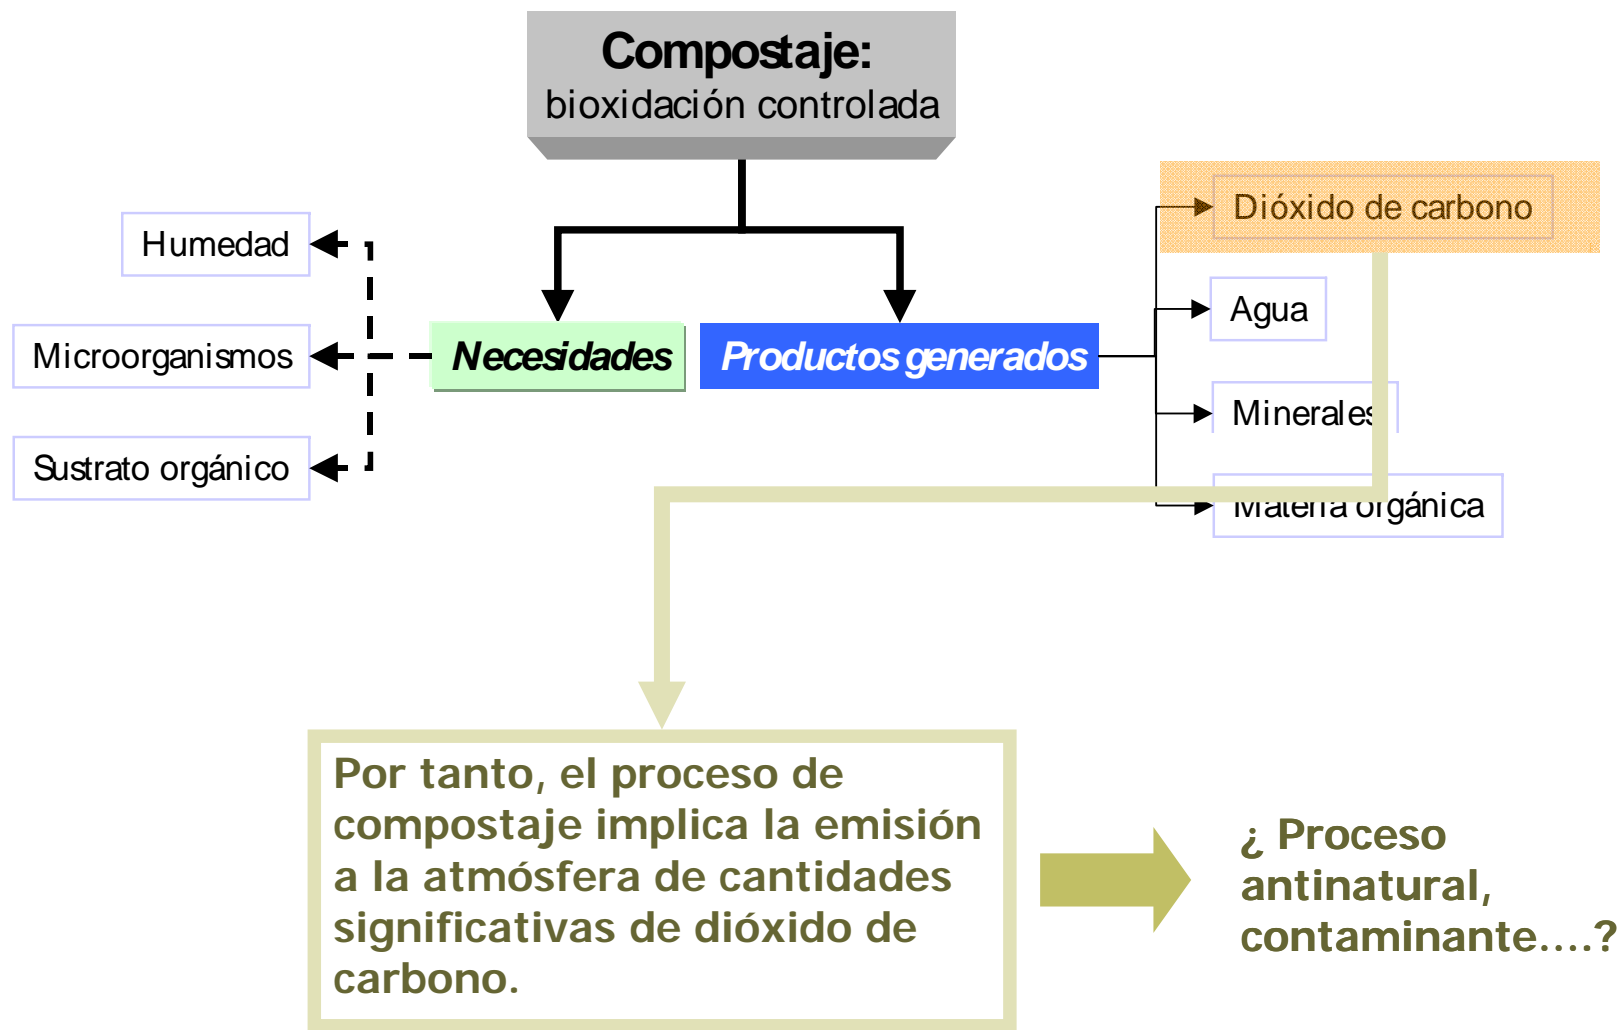 Compostaje:
bioxidación controlada
Dióxido de carbono
Humedad
Agua
Microorganismos
Necesidades
Productos generados
Minerales
Sustrato orgánico
Materia orgánica
Por tanto, el proceso de
compostaje implica la emisión
a la atmósfera de cantidades
significativas de dióxido de
carbono.
¿ Proceso
antinatural,
contaminante....?